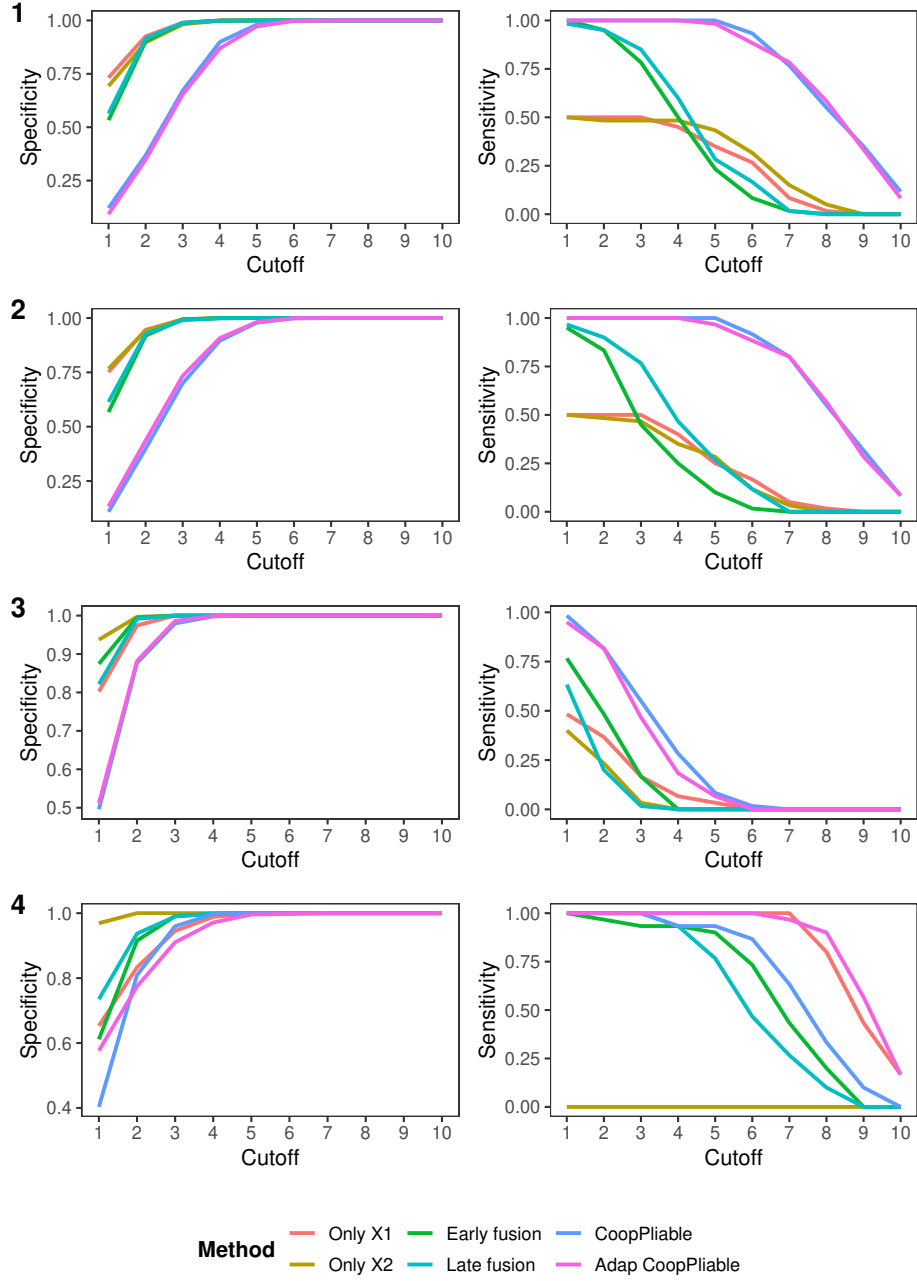 1
Specificity
1.00
0.75
0.50
0.25
1 2 3 4 5 6 7 8 9 10
Cutoff
Sensitivity
1.00
0.75
0.50
0.25
0.00
1 2 3 4 5 6 7 8 9 10
Cutoff
2
Specificity
1.00
0.75
0.50
0.25
1 2 3 4 5 6 7 8 9 10
Cutoff
Sensitivity
1.00
0.75
0.50
0.25
0.00
1 2 3 4 5 6 7 8 9 10
Cutoff
3
Specificity
1.0
0.9
0.8
0.7
0.6
0.5
1 2 3 4 5 6 7 8 9 10
Cutoff
Sensitivity
1.00
0.75
0.50
0.25
0.00
1 2 3 4 5 6 7 8 9 10
Cutoff
4
Specificity
1.0
0.8
0.6
0.4
1 2 3 4 5 6 7 8 9 10
Cutoff
Sensitivity
1.00
0.75
0.50
0.25
0.00
1 2 3 4 5 6 7 8 9 10
Cutoff
Method
Only X1 Early fusion CoopPliable
Only X2 Late fusion Adap CoopPliable